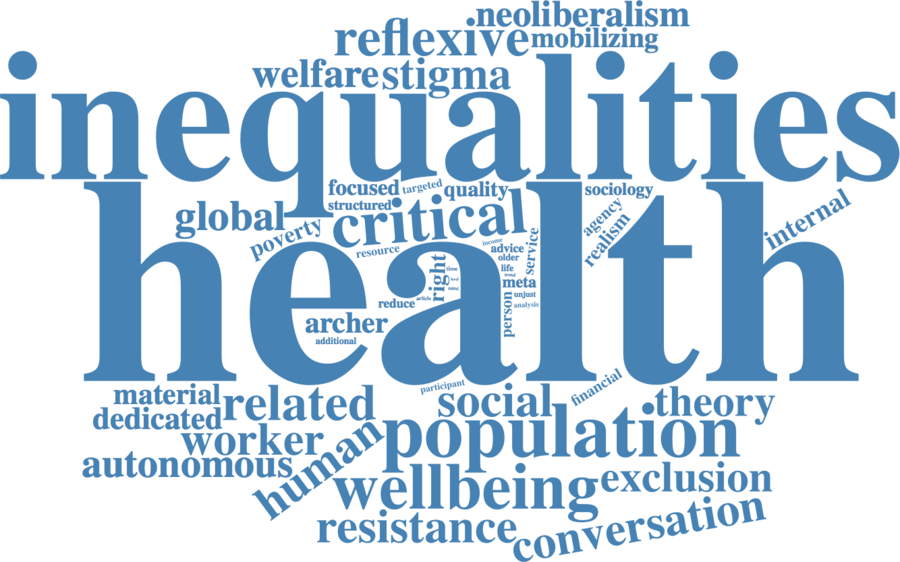 neoliberalism
reflexive mobilizing
welfare stigma
inequalities
focused targeted quality sociology
structured
global critical agency internal
poverty realism
resource income advice service
older
right time life
level trend
mind meta
article unjust
reduce person analysis
archer
additional
health
participant financial
material related social theory
dedicated
worker human population
autonomous
wellbeing exclusion
resistance conversation